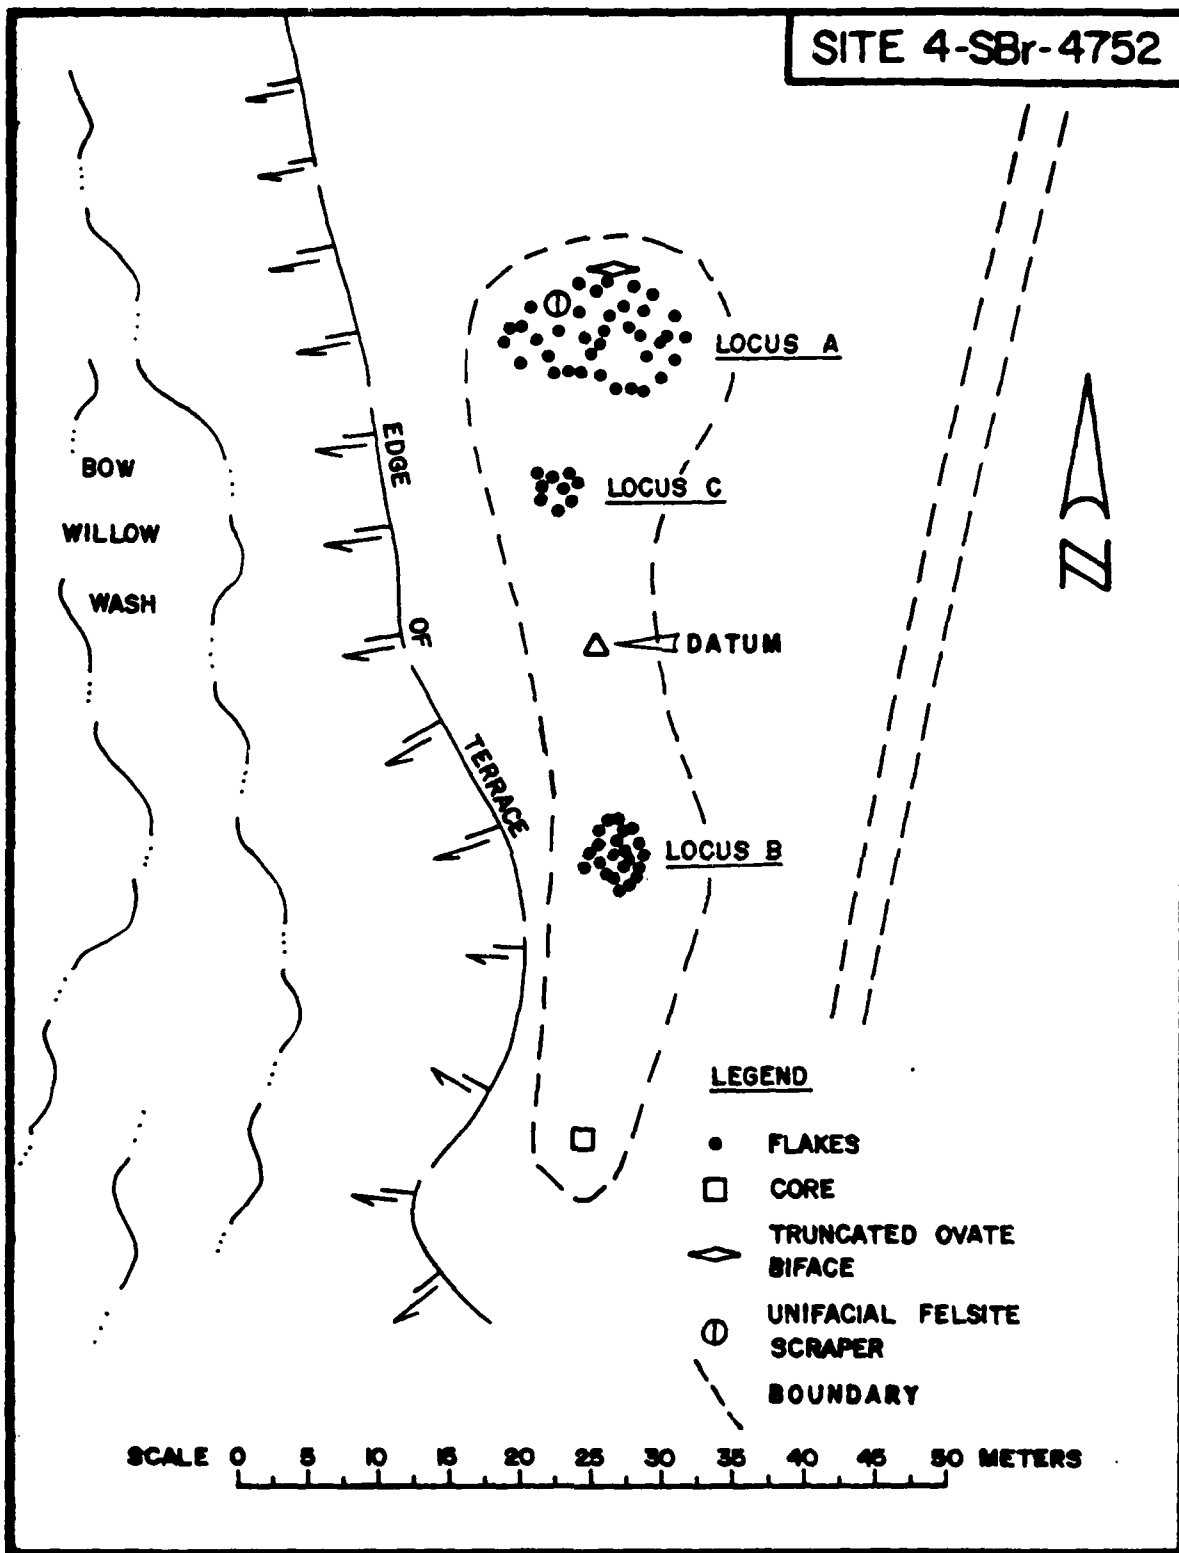 SITE 4-SBr-4752
LOCUS A
EDGE
OF
TERRACE
BOW
WILLOW
WASH
LOCUS C
N
DATUM
LOCUS B
LEGEND
FLAKES
CORE
TRUNCATED OVATE
BIFACE
UNIFACIAL FELSITE
SCRAPER
BOUNDARY
SCALE 0 5 10 15 20 25 30 35 40 45 50 METERS